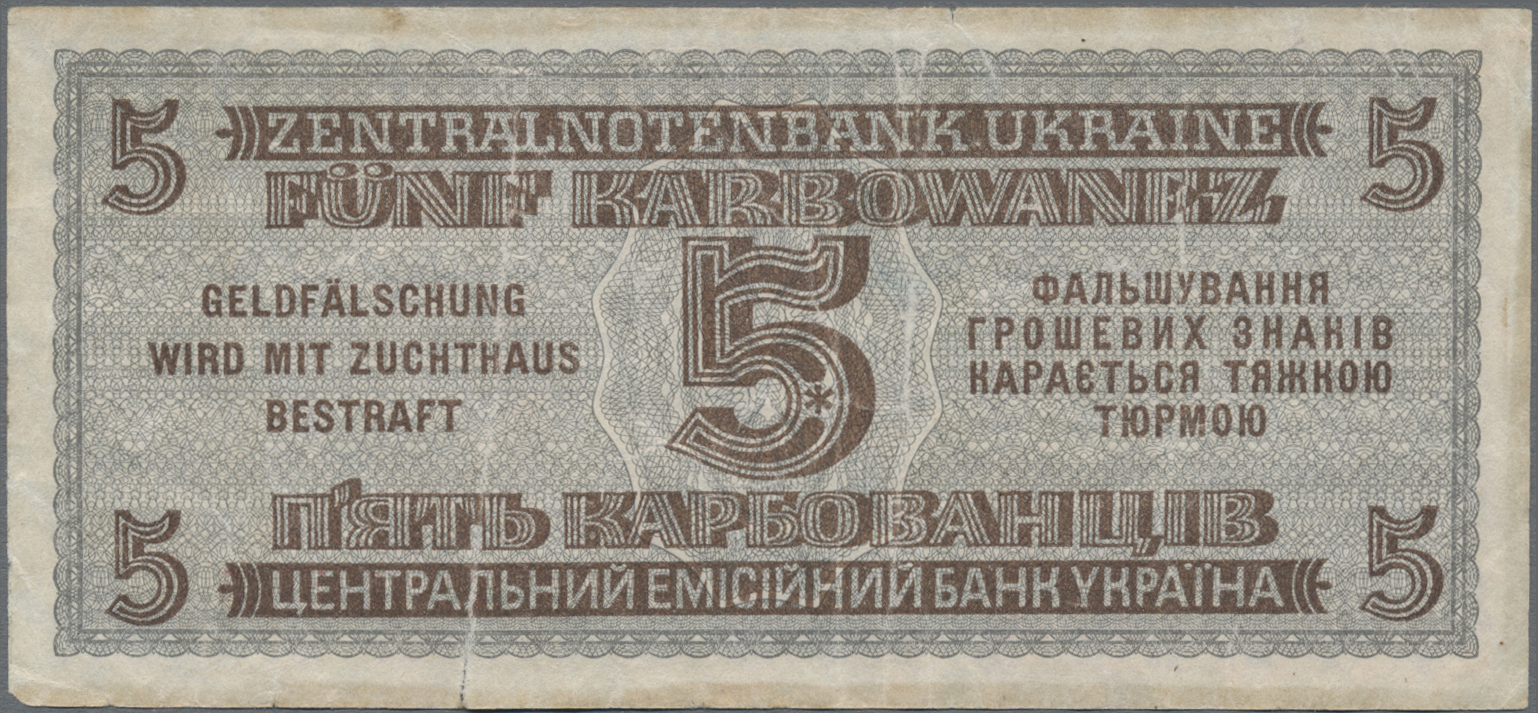 5 ZENTRALNOTENBANK UKRAINE 5
FÜNF KARBOWANEZ
5
GELDFÄLSCHUNG
WIRD MIT ZUCHTHAUS
BESTRAFT
ФАЛЬШУВАННЯ
ГРОШЕВИХ ЗНАКІВ
КАРАЄТЬСЯ ТЯЖКОЮ
ТЮРМОЮ
П'ЯТЬ КАРБОВАНЦІВ
5 ЦЕНТРАЛЬНИЙ ЕМІСІЙНИЙ БАНК УКРАЇНА 5